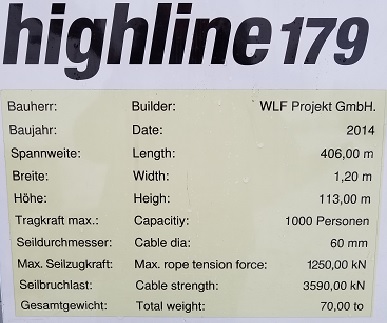 highline 179
Bauherr: Builder: WLF Projekt GmbH.
Baujahr: Date: 2014
Spannweite: Length: 406,00 m
Breite: Width: 1,20 m
Höhe: Heigh: 113,00 m
Tragkraft max.: Capacitiy: 1000 Personen
Seildurchmesser: Cable dia: 60 mm
Max. Seilzugkraft: Max. rope tension force: 1250,00 kN
Seilbruchlast: Cable strength: 3590,00 kN
Gesamtgewicht: Total weight: 70,00 to